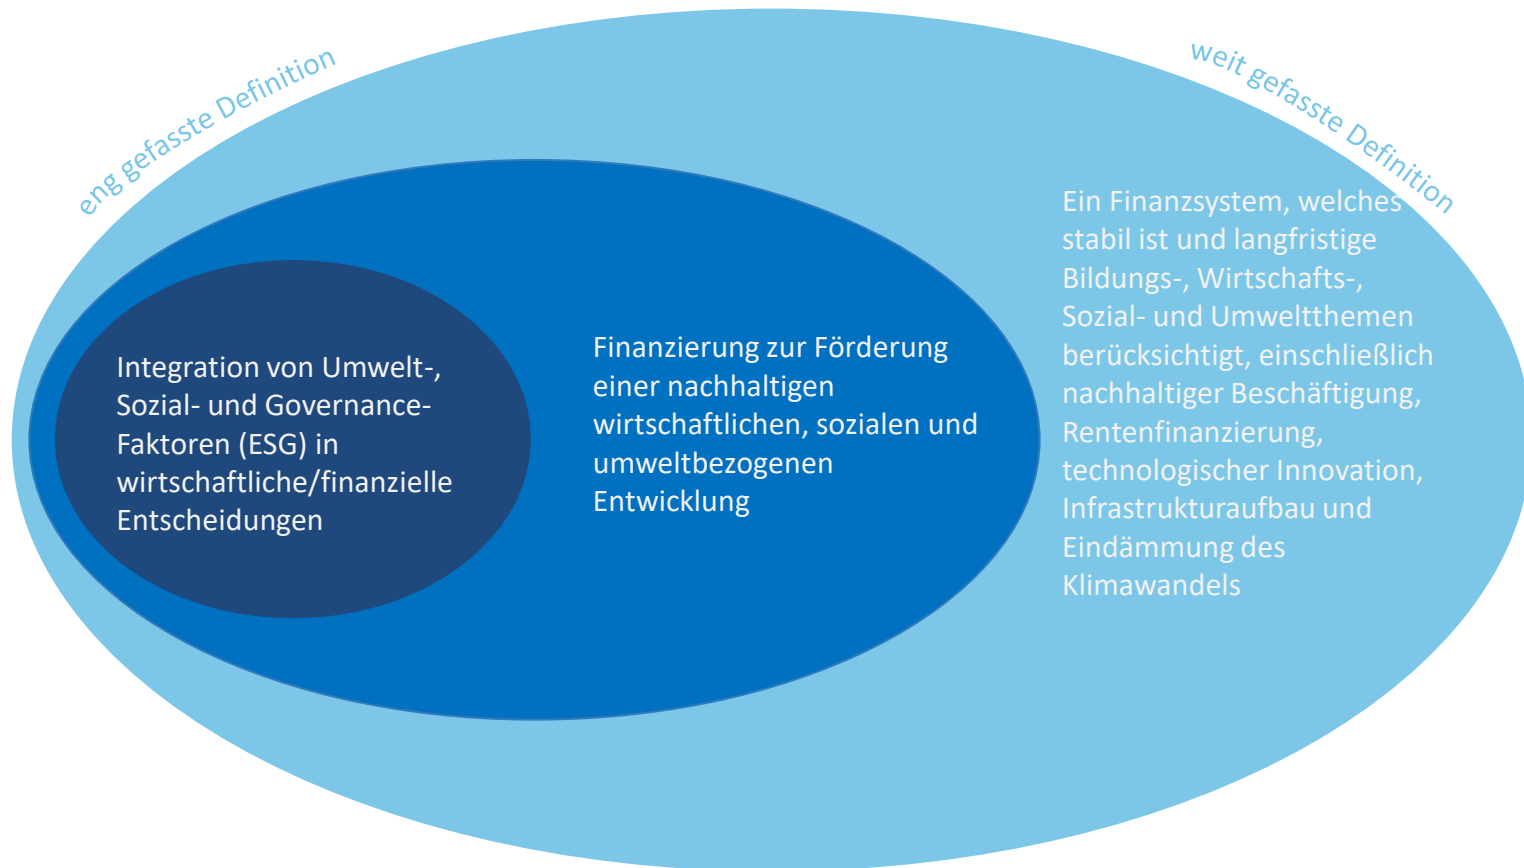 eng gefasste Definition
weit gefasste Definition
Integration von Umwelt-,
Sozial- und Governance-
Faktoren (ESG) in
wirtschaftliche/finanzielle
Entscheidungen
Finanzierung zur Förderung
einer nachhaltigen
wirtschaftlichen, sozialen und
umweltbezogenen
Entwicklung
Ein Finanzsystem, welches
stabil ist und langfristige
Bildungs-, Wirtschafts-,
Sozial- und Umweltthemen
berücksichtigt, einschließlich
nachhaltiger Beschäftigung,
Rentenfinanzierung,
technologischer Innovation,
Infrastrukturaufbau und
Eindämmung des
Klimawandels